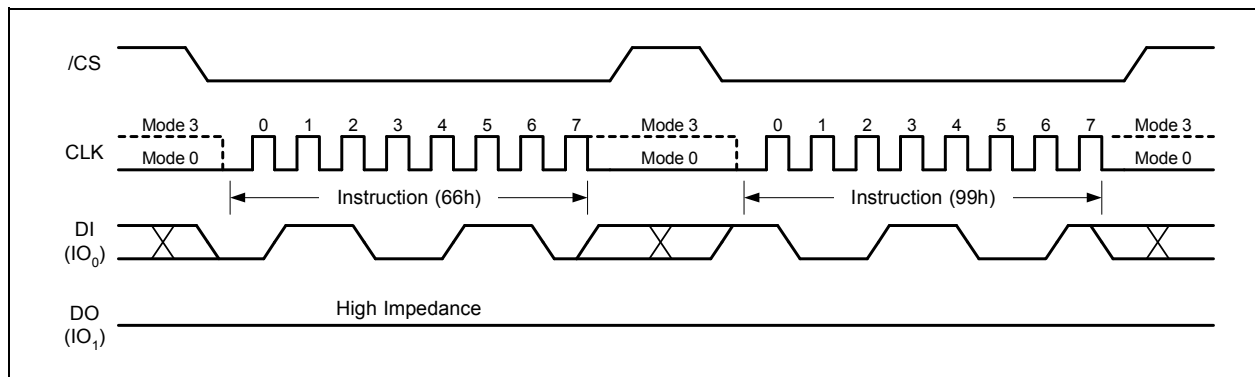 /CS
Mode 3 0 1 2 3 4 5 6 7 Mode 3 0 1 2 3 4 5 6 7 Mode 3
CLK Mode 0 Mode 0 Mode 0
Instruction (66h) Instruction (99h)
DI
(IO0)
High Impedance
DO
(IO1)